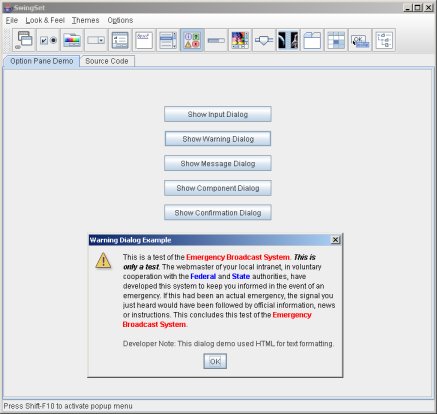 SwingSet
File Look & Feel Themes Options
Option Pane Demo Source Code
Show Input Dialog
Show Warning Dialog
Show Message Dialog
Show Component Dialog
Show Confirmation Dialog
Warning Dialog Example
This is a test of the Emergency Broadcast System. This is
only a test. The webmaster of your local intranet, in voluntary
cooperation with the Federal and State authorities, have
developed this system to keep you informed in the event of an
emergency. If this had been an actual emergency, the signal you
just heard would have been followed by official information, news
or instructions. This concludes this test of the Emergency
Broadcast System.
Developer Note: This dialog demo used HTML for text formatting.
OK
Press Shift-F10 to activate popup menu